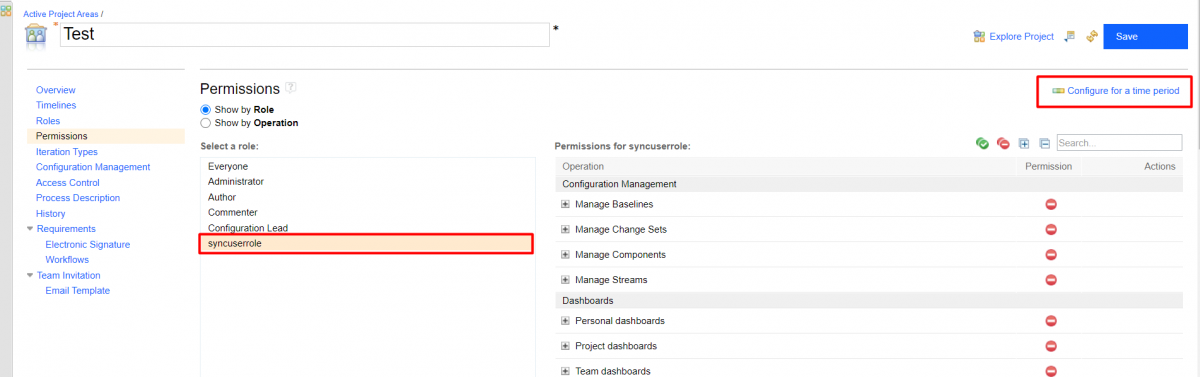 Active Project Areas /
* Test *
Explore Project
Save
Overview
Timelines
Roles
Permissions
Iteration Types
Configuration Management
Access Control
Process Description
History
Requirements
Electronic Signature
Workflows
Team Invitation
Email Template
Permissions ?
Configure for a time period
Show by Role
Show by Operation
Select a role:
Everyone
Administrator
Author
Commenter
Configuration Lead
syncuserrole
Permissions for syncuserrole:
Search...
Operation Permission Actions
Configuration Management
Manage Baselines
Manage Change Sets
Manage Components
Manage Streams
Dashboards
Personal dashboards
Project dashboards
Team dashboards